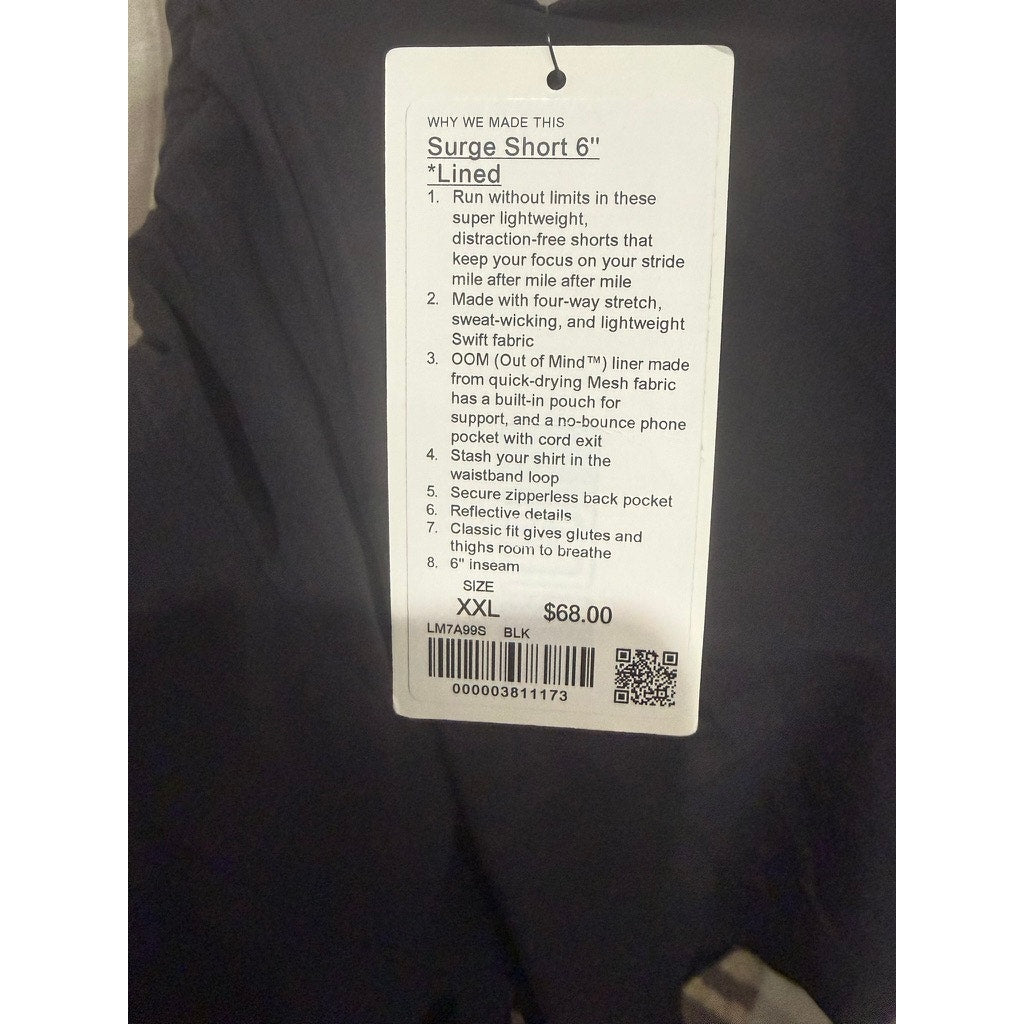 WHY WE MADE THIS
Surge Short 6"
*Lined
1. Run without limits in these
super lightweight,
distraction-free shorts that
keep your focus on your stride
mile after mile after mile
2. Made with four-way stretch,
sweat-wicking, and lightweight
Swift fabric
3. OOM (Out of Mind™) liner made
from quick-drying Mesh fabric
has a built-in pouch for
support, and a no-bounce phone
pocket with cord exit
4. Stash your shirt in the
waistband loop
5. Secure zipperless back pocket
6. Reflective details
7. Classic fit gives glutes and
thighs room to breathe
8. 6" inseam
SIZE
XXL $68.00
LM7A99S BLK
000003811173